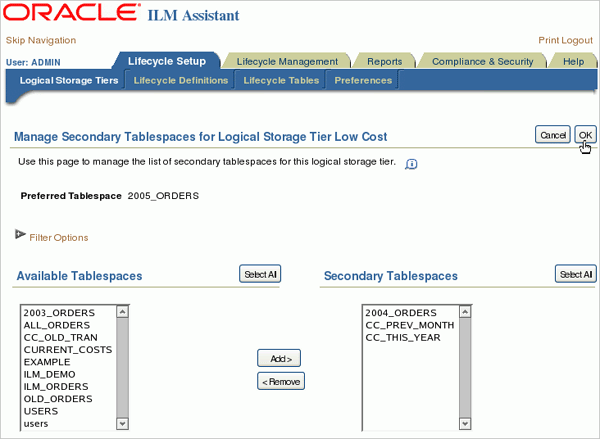 ORACLE ILM Assistant
Skip Navigation Print Logout
User: ADMIN Lifecycle Setup Lifecycle Management Reports Compliance & Security Help
Logical Storage Tiers Lifecycle Definitions Lifecycle Tables Preferences
Manage Secondary Tablespaces for Logical Storage Tier Low Cost Cancel OK
Use this page to manage the list of secondary tablespaces for this logical storage tier.
Preferred Tablespace 2005_ORDERS
Filter Options
Available Tablespaces Select All
2003_ORDERS
ALL_ORDERS
CC_OLD_TRAN
CURRENT_COSTS
EXAMPLE
ILM_DEMO
ILM_ORDERS
OLD_ORDERS
USERS
users
Add >
< Remove
Secondary Tablespaces Select All
2004_ORDERS
CC_PREV_MONTH
CC_THIS_YEAR